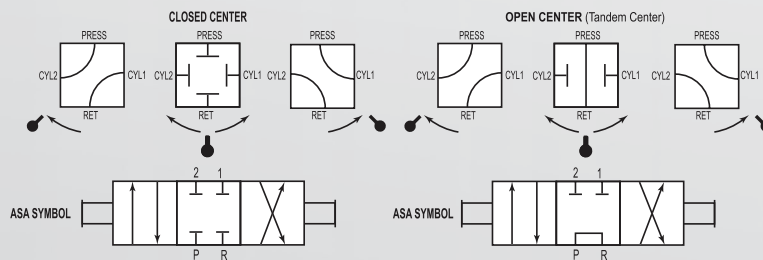 CLOSED CENTER
PRESS
CYL2 CYL1
RET
PRESS
CYL2 CYL1
RET
PRESS
CYL2 CYL1
RET
2 1
ASA SYMBOL
P R
OPEN CENTER (Tandem Center)
PRESS
CYL2 CYL1
RET
PRESS
CYL2 CYL1
RET
PRESS
CYL2 CYL1
RET
2 1
ASA SYMBOL
P R